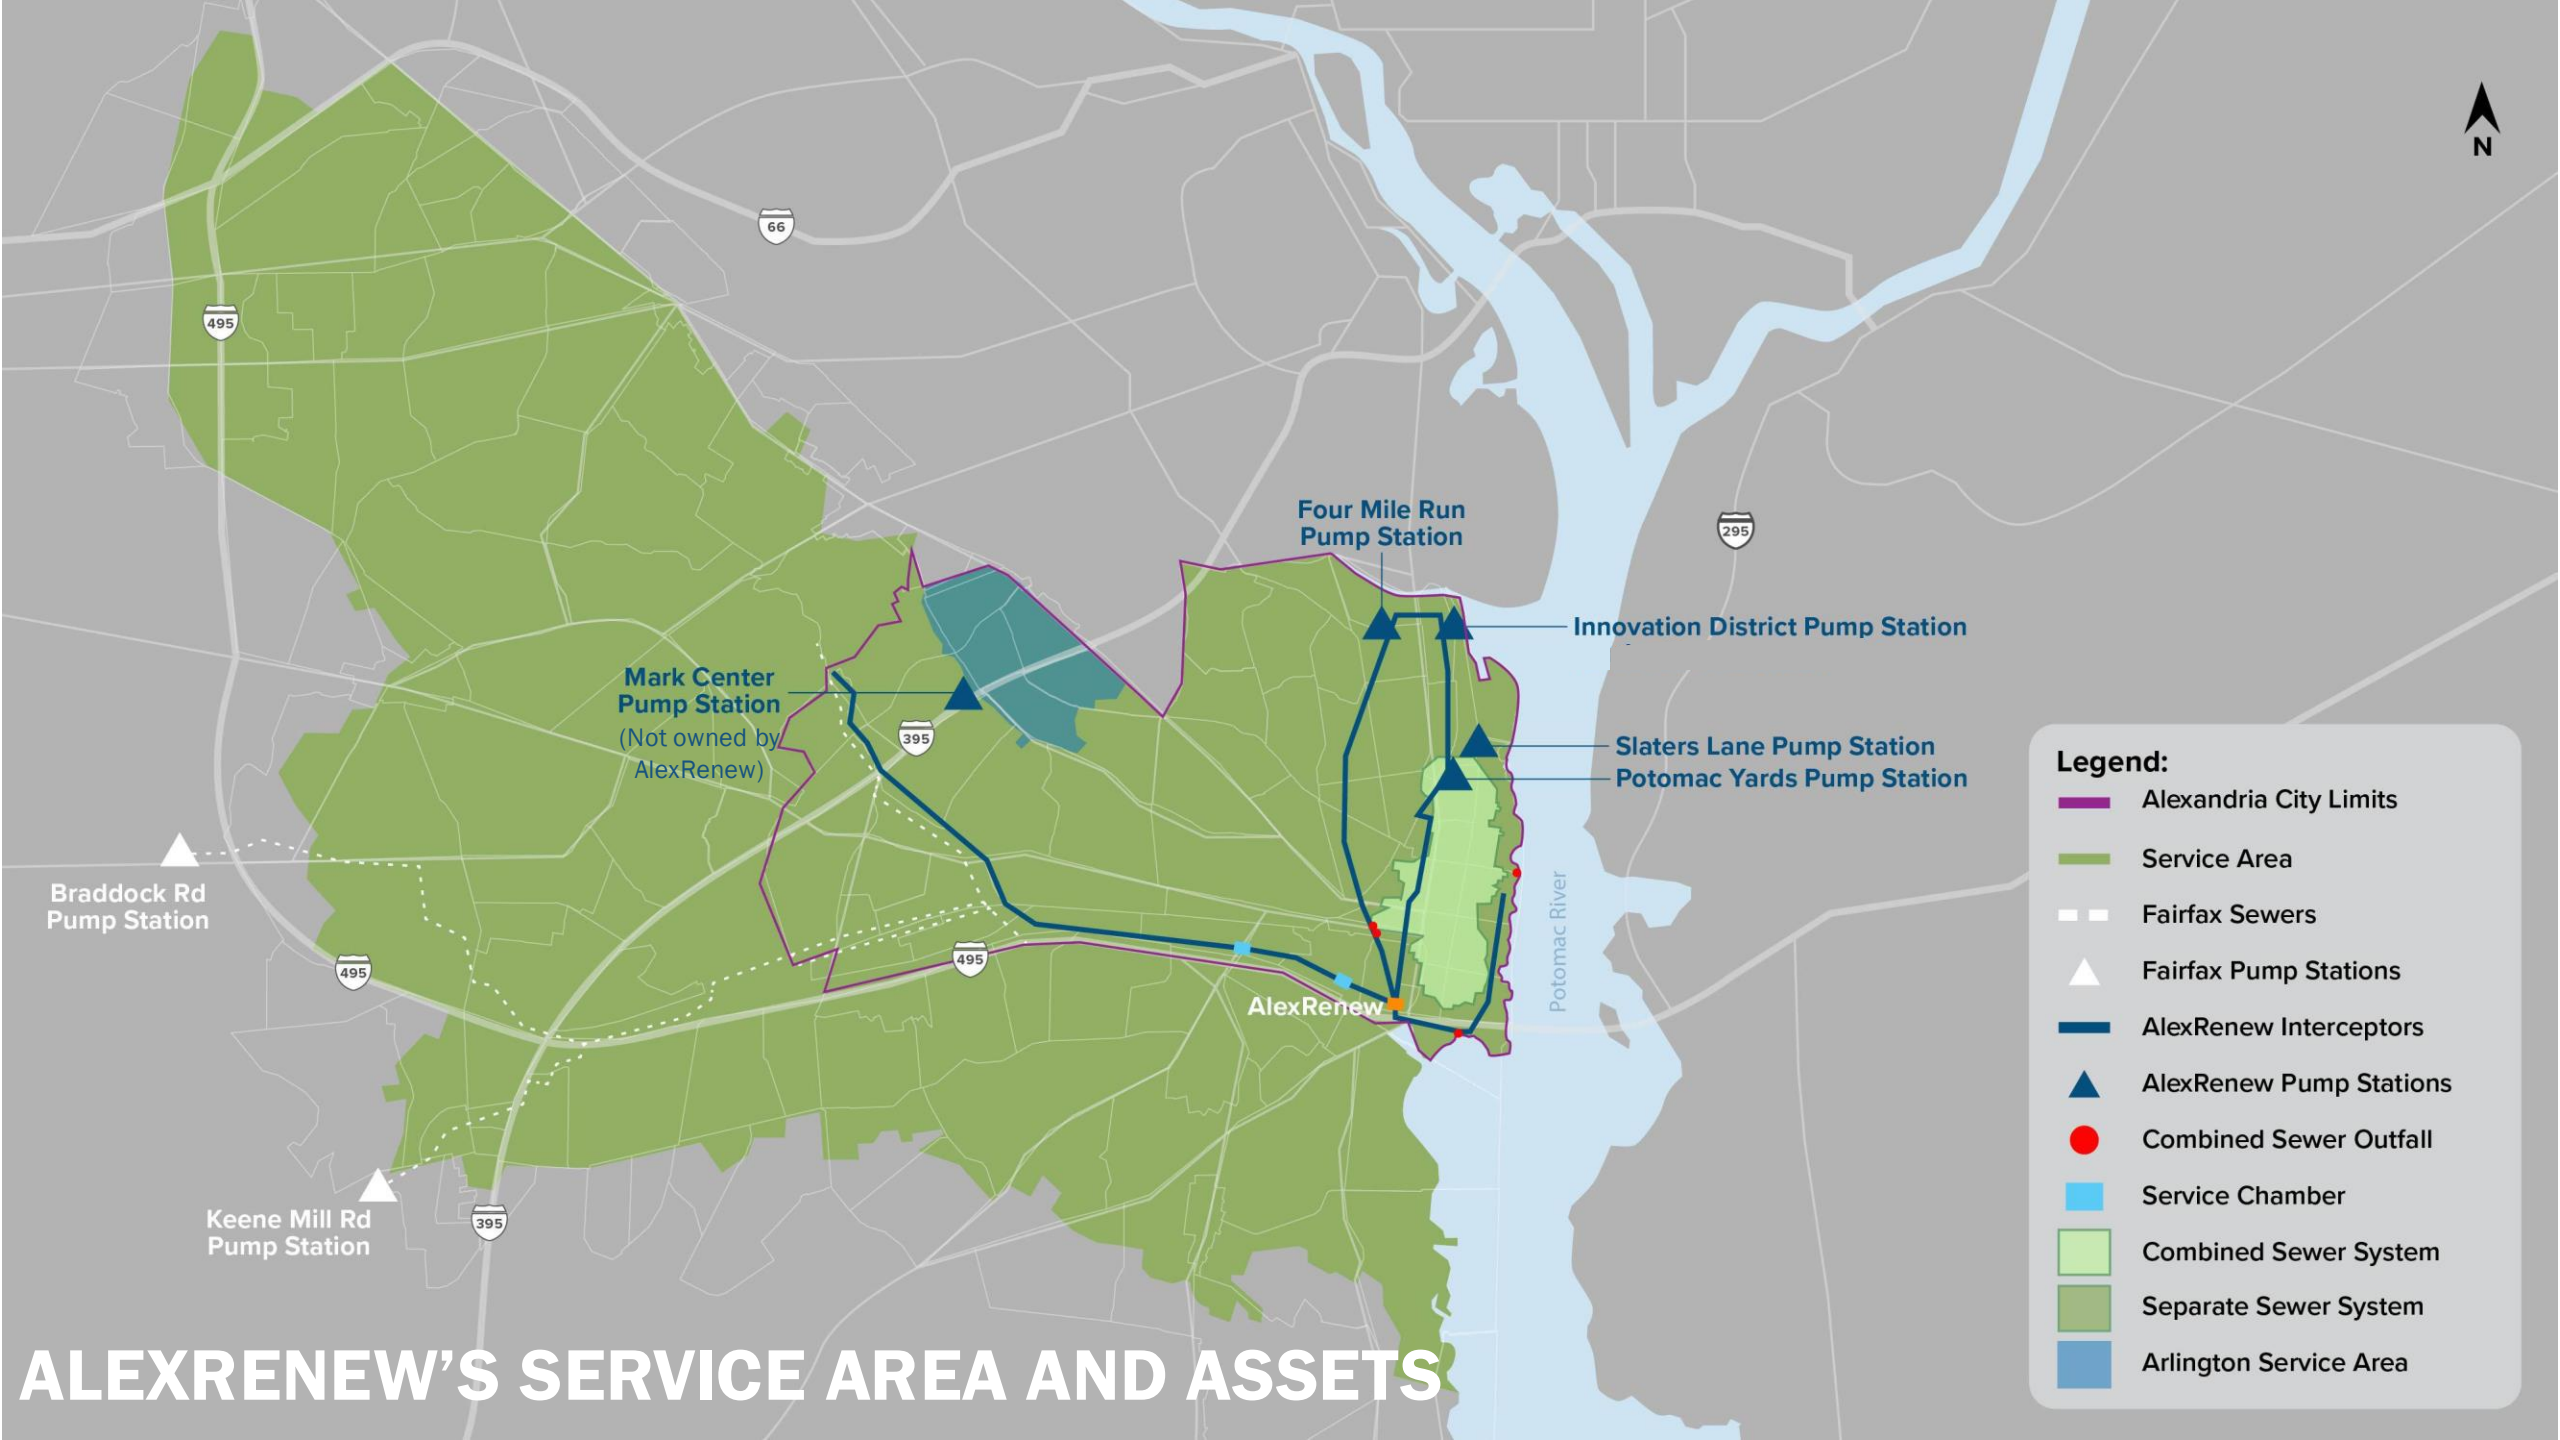 N
66
495
Four Mile Run
Pump Station
295
Innovation District Pump Station
Mark Center
Pump Station
(Not owned by
AlexRenew)
395
Slaters Lane Pump Station
Potomac Yards Pump Station
Braddock Rd
Pump Station
495
495
Potomac River
AlexRenew
Keene Mill Rd
Pump Station
395
Legend:
Alexandria City Limits
Service Area
Fairfax Sewers
Fairfax Pump Stations
AlexRenew Interceptors
AlexRenew Pump Stations
Combined Sewer Outfall
Service Chamber
Combined Sewer System
Separate Sewer System
Arlington Service Area
ALEXRENEW'S SERVICE AREA AND ASSETS